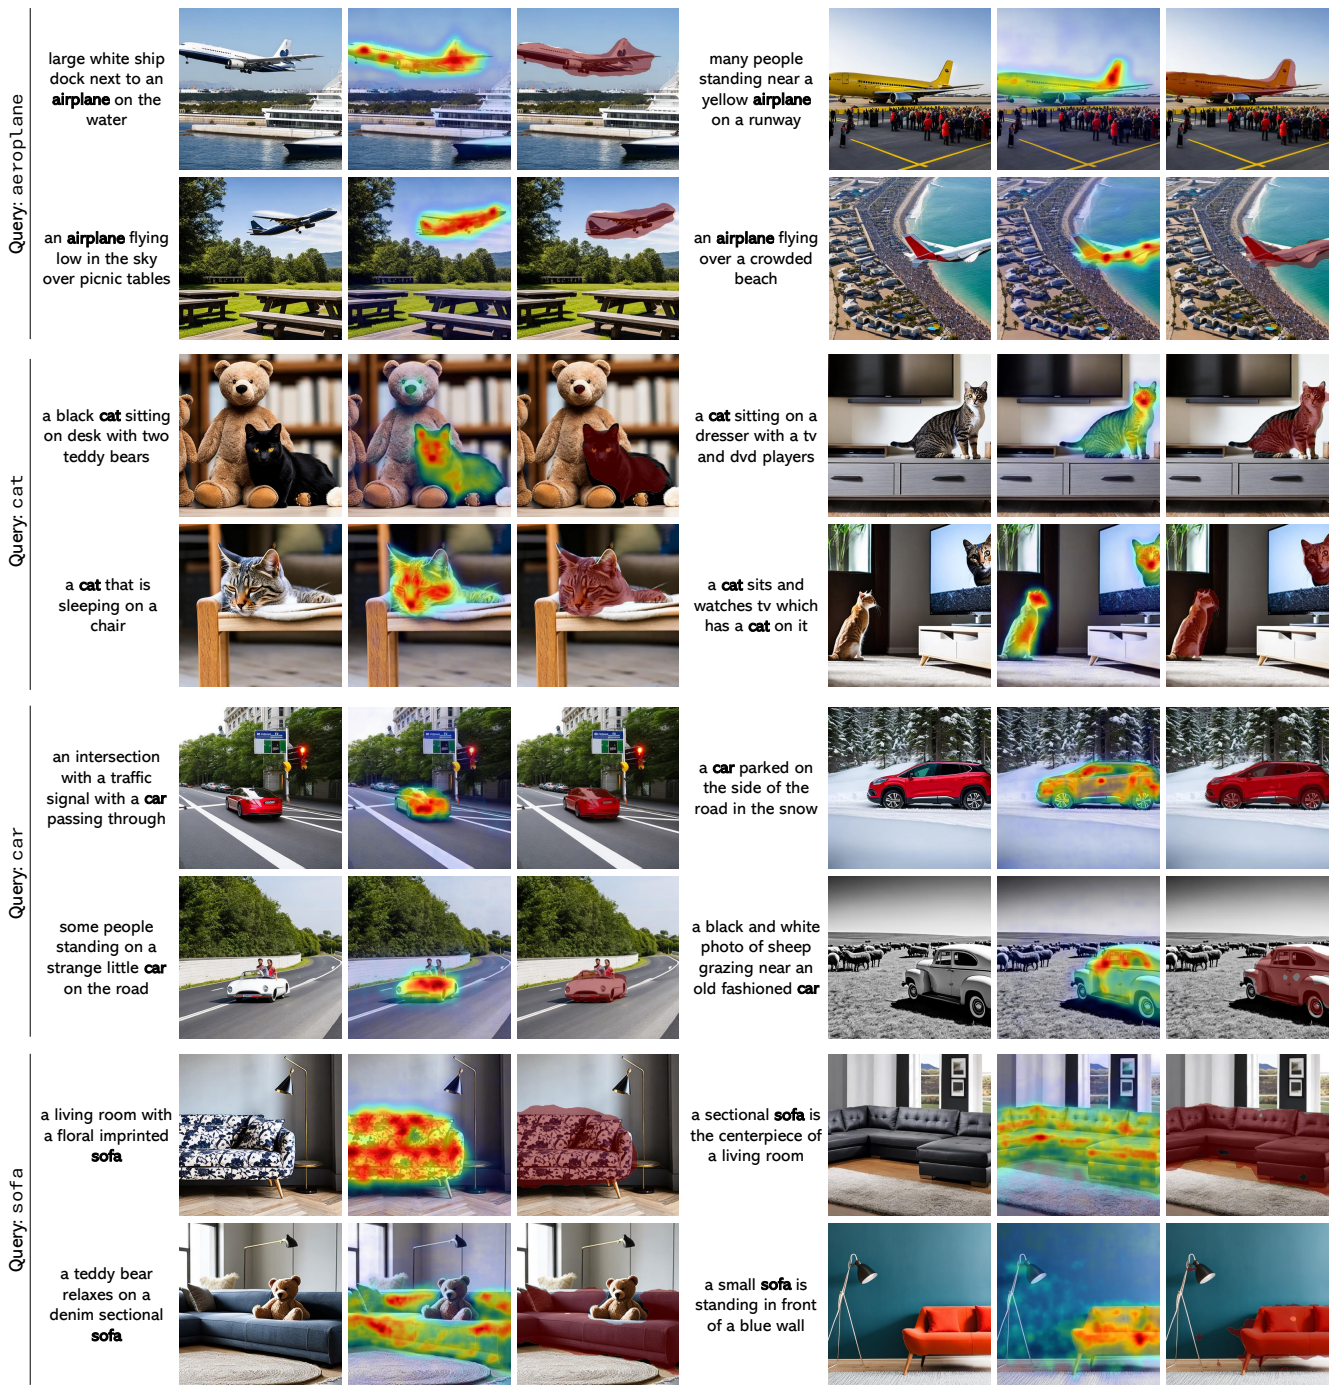 Query: aeroplane
large white ship
dock next to an
airplane on the
water
many people
standing near a
yellow airplane
on a runway
an airplane flying
low in the sky
over picnic tables
an airplane flying
over a crowded
beach
Query: cat
a black cat sitting
on desk with two
teddy bears
a cat sitting on a
dresser with a tv
and dvd players
a cat that is
sleeping on a
chair
a cat sits and
watches tv which
has a cat on it
Query: car
an intersection
with a traffic
signal with a car
passing through
a car parked on
the side of the
road in the snow
some people
standing on a
strange little car
on the road
a black and white
photo of sheep
grazing near an
old fashioned car
Query: sofa
a living room with
a floral imprinted
sofa
a sectional sofa is
the centerpiece of
a living room
a teddy bear
relaxes on a
denim sectional
sofa
a small sofa is
standing in front
of a blue wall